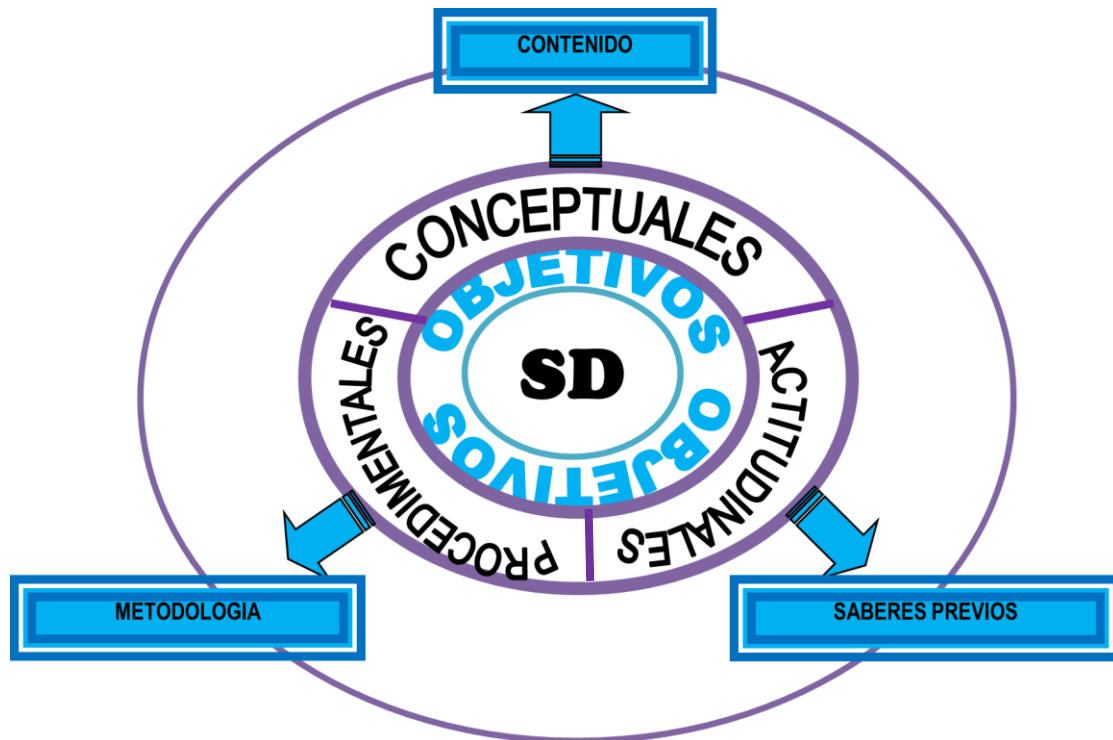 CONTENIDO
CONCEPTUALES
OBJETIVOS
SD
OBJETIVOS
PROCEDIMENTALES
ACTITUDINALES
METODOLOGIA
SABERES PREVIOS